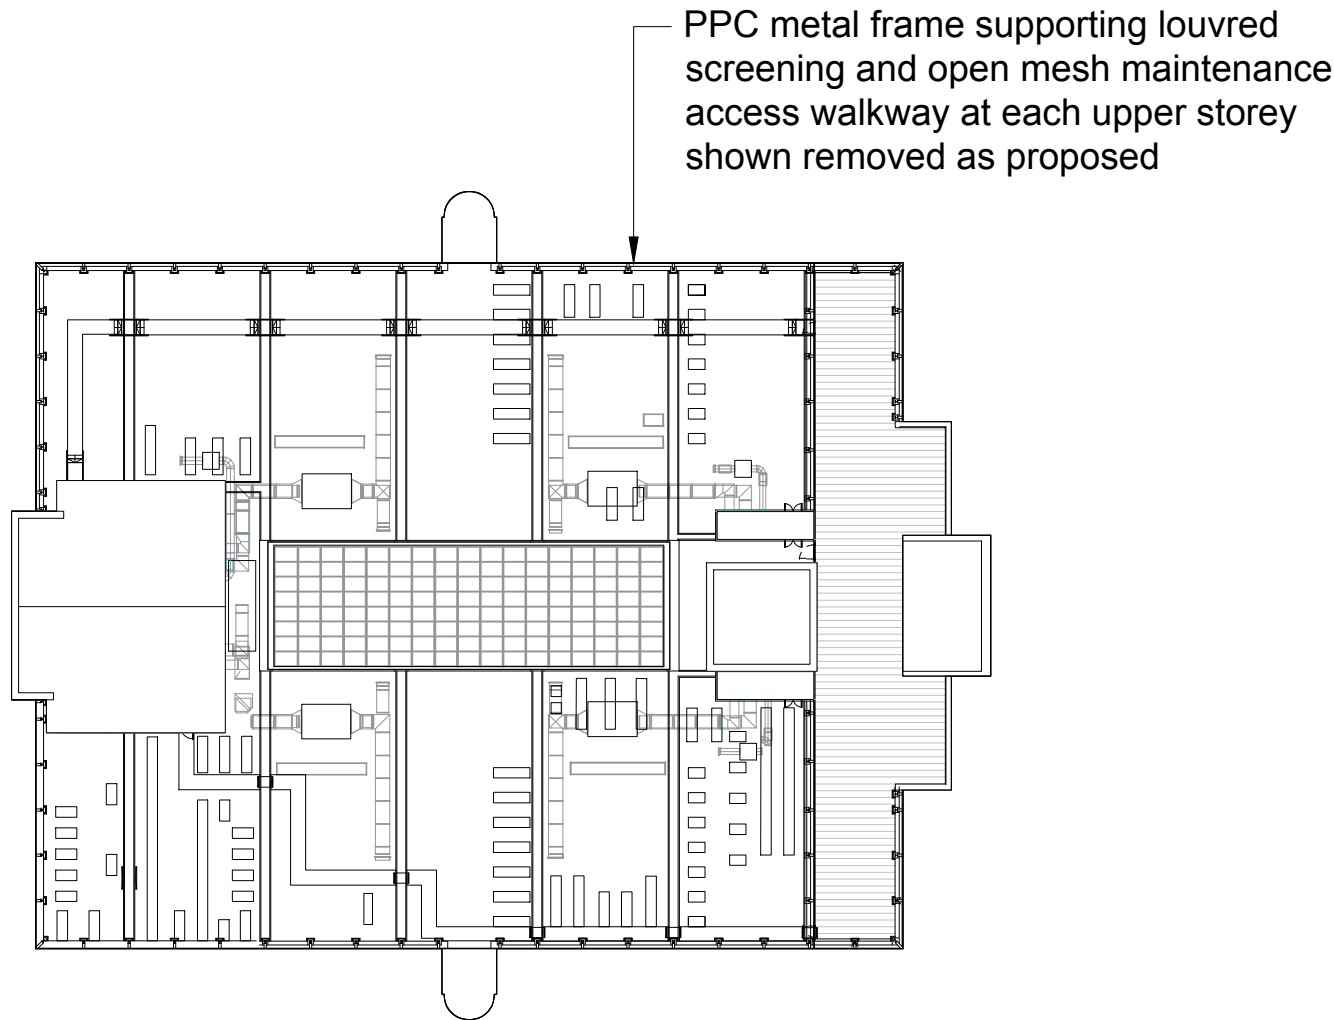 PPC metal frame supporting louvred
screening and open mesh maintenance
access walkway at each upper storey
shown removed as proposed